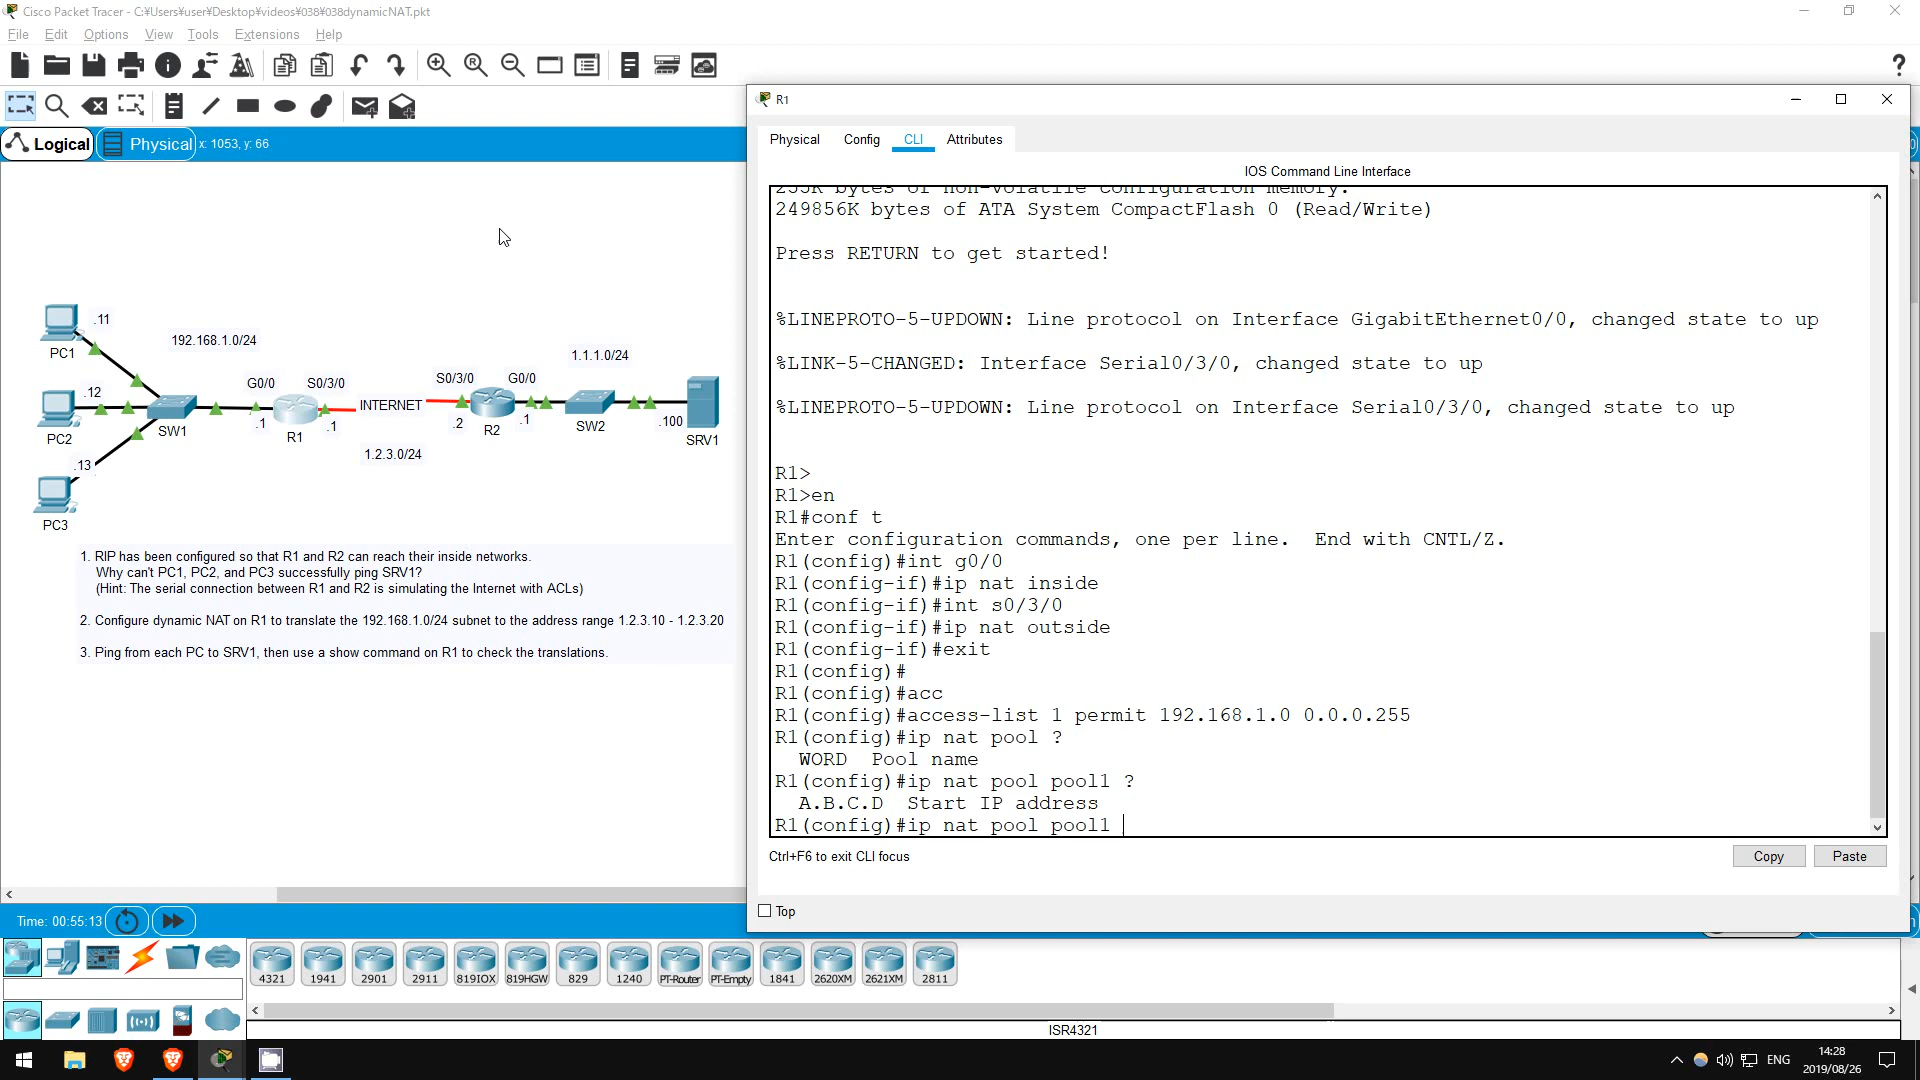 Cisco Packet Tracer - C:¥Users¥user¥Desktop¥videos¥038¥038dynamicNAT.pkt
File Edit Options View Tools Extensions Help
Logical Physical x: 1053, y: 66
R1
Physical Config CLI Attributes
IOS Command Line Interface
255K bytes of non-volatile configuration memory.
249856K bytes of ATA System CompactFlash 0 (Read/Write)
Press RETURN to get started!
%LINEPROTO-5-UPDOWN: Line protocol on Interface GigabitEthernet0/0, changed state to up
%LINK-5-CHANGED: Interface Serial0/3/0, changed state to up
%LINEPROTO-5-UPDOWN: Line protocol on Interface Serial0/3/0, changed state to up
R1>
R1>en
R1#conf t
Enter configuration commands, one per line.  End with CNTL/Z.
R1(config)#int g0/0
R1(config-if)#ip nat inside
R1(config-if)#int s0/3/0
R1(config-if)#ip nat outside
R1(config-if)#exit
R1(config)#
R1(config)#acc
R1(config)#access-list 1 permit 192.168.1.0 0.0.0.255
R1(config)#ip nat pool ?
WORD  Pool name
R1(config)#ip nat pool pool1 ?
A.B.C.D  Start IP address
R1(config)#ip nat pool pool1
Ctrl+F6 to exit CLI focus
Copy Paste
Top
.11
PC1
192.168.1.0/24
1.1.1.0/24
.12
G0/0 S0/3/0
S0/3/0 G0/0
INTERNET
PC2
SW1
.1
R1
.1
.2
R2
.1
SW2
.100
SRV1
1.2.3.0/24
.13
PC3
1. RIP has been configured so that R1 and R2 can reach their inside networks.
Why can't PC1, PC2, and PC3 successfully ping SRV1?
(Hint: The serial connection between R1 and R2 is simulating the Internet with ACLs)
2. Configure dynamic NAT on R1 to translate the 192.168.1.0/24 subnet to the address range 1.2.3.10 - 1.2.3.20
3. Ping from each PC to SRV1, then use a show command on R1 to check the translations.
Time: 00:55:13
4321 1941 2901 2911 819IOX 819HGW 829 1240 PT-Router PT-Empty 1841 2620XM 2621XM 2811
ISR4321
ENG
14:28
2019/08/26